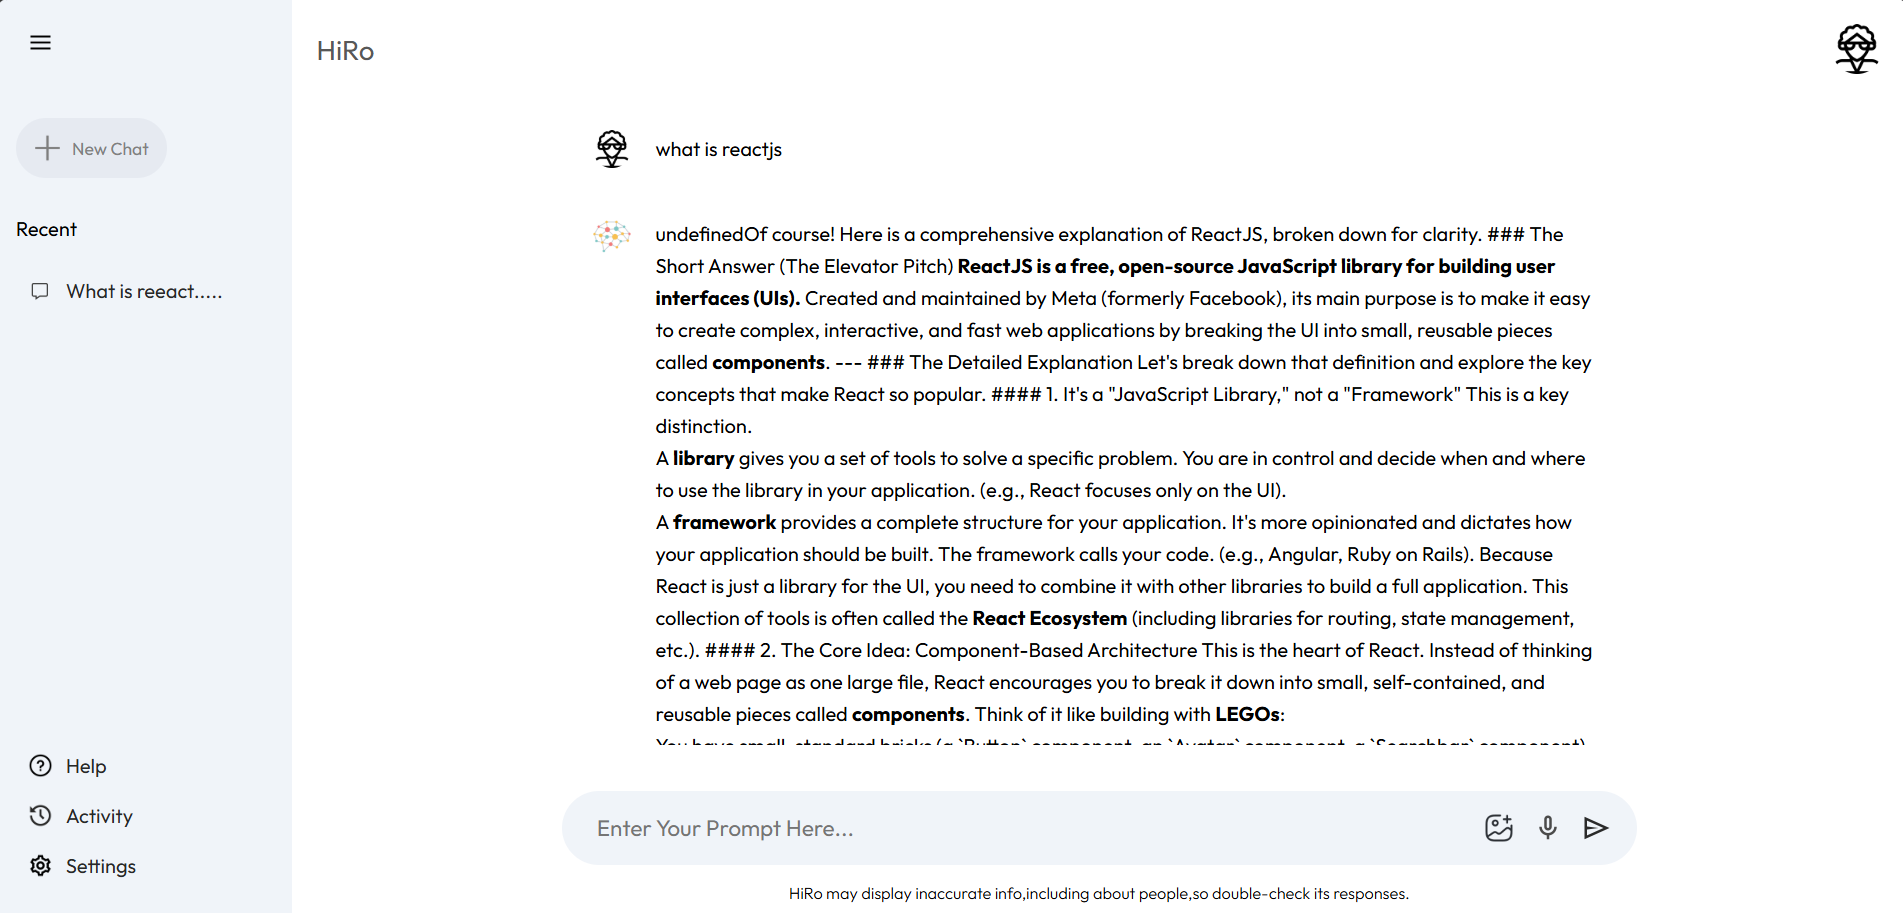 HiRo
New Chat
Recent
What is reeact.....
Help
Activity
Settings
what is reactjs
undefinedOf course! Here is a comprehensive explanation of ReactJS, broken down for clarity. ### The
Short Answer (The Elevator Pitch) ReactJS is a free, open-source JavaScript library for building user
interfaces (UIs). Created and maintained by Meta (formerly Facebook), its main purpose is to make it easy
to create complex, interactive, and fast web applications by breaking the UI into small, reusable pieces
called components. --- ### The Detailed Explanation Let's break down that definition and explore the key
concepts that make React so popular. #### 1. It's a "JavaScript Library," not a "Framework" This is a key
distinction.
A library gives you a set of tools to solve a specific problem. You are in control and decide when and where
to use the library in your application. (e.g., React focuses only on the UI).
A framework provides a complete structure for your application. It's more opinionated and dictates how
your application should be built. The framework calls your code. (e.g., Angular, Ruby on Rails). Because
React is just a library for the UI, you need to combine it with other libraries to build a full application. This
collection of tools is often called the React Ecosystem (including libraries for routing, state management,
etc.). #### 2. The Core Idea: Component-Based Architecture This is the heart of React. Instead of thinking
of a web page as one large file, React encourages you to break it down into small, self-contained, and
reusable pieces called components. Think of it like building with LEGOs:
You have small, standard bricks (a `Button` component, an `Avatar` component, a `Searchbar` component)
Enter Your Prompt Here...
HiRo may display inaccurate info,including about people,so double-check its responses.